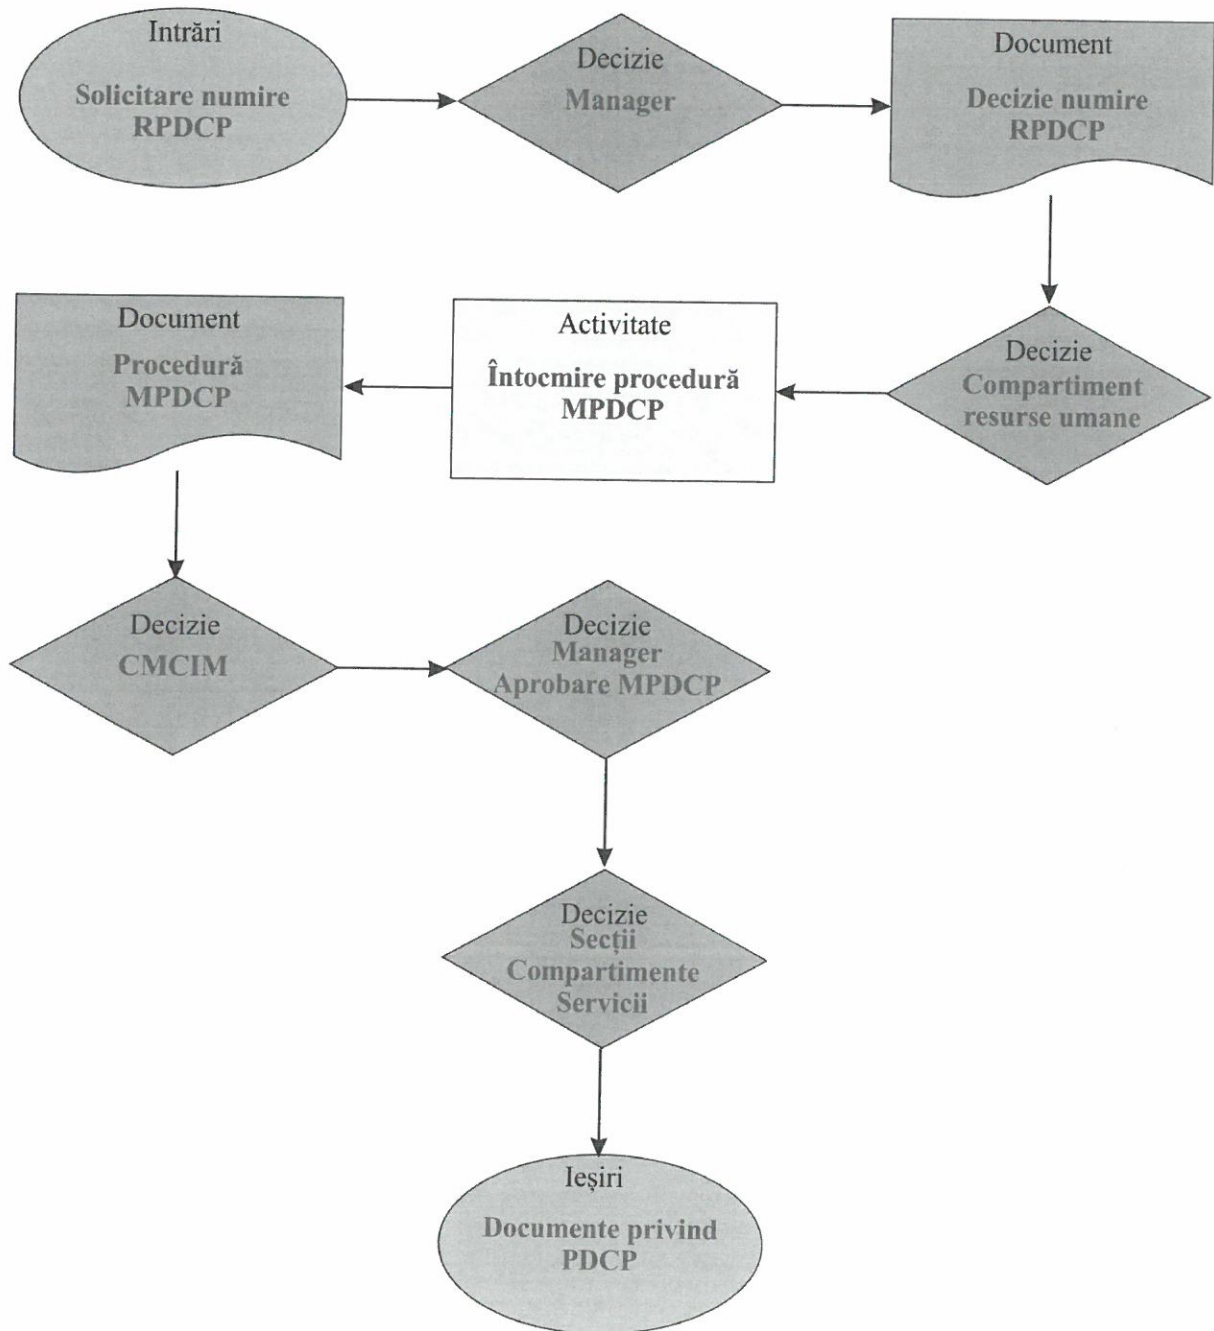 Intrări
Solicitare numire
RPDCP
Decizie
Manager
Document
Decizie numire
RPDCP
Document
Procedură
MPDCP
Activitate
Întocmire procedură
MPDCP
Decizie
Compartiment
resurse umane
Decizie
CMCIM
Decizie
Manager
Aprobare MPDCP
Decizie
Secții
Compartimente
Servicii
Ieșiri
Documente privind
PDCP